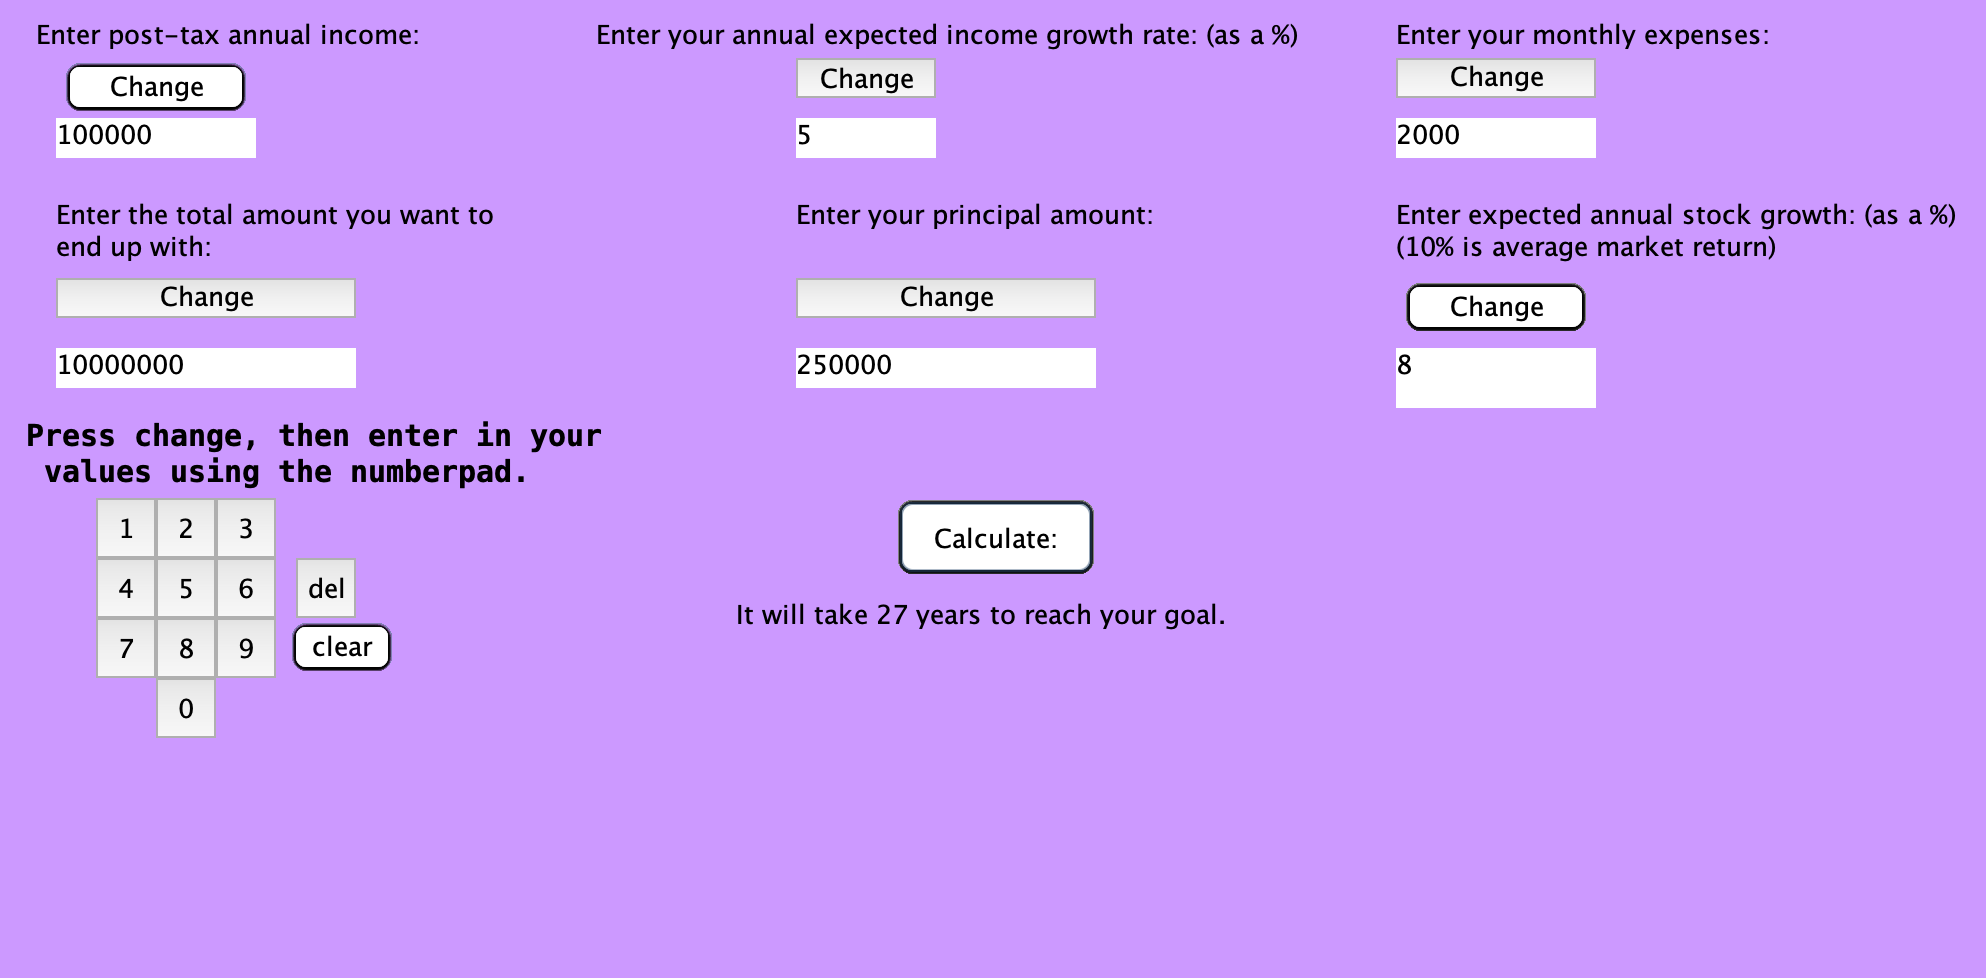 Enter post-tax annual income:
Enter your annual expected income growth rate: (as a %)
Enter your monthly expenses:
Change
Change
Change
100000
5
2000
Enter the total amount you want to
end up with:
Enter your principal amount:
Enter expected annual stock growth: (as a %)
(10% is average market return)
Change
Change
Change
10000000
250000
8
Press change, then enter in your
values using the numberpad.
1 2 3
4 5 6 del
7 8 9 clear
0
Calculate:
It will take 27 years to reach your goal.